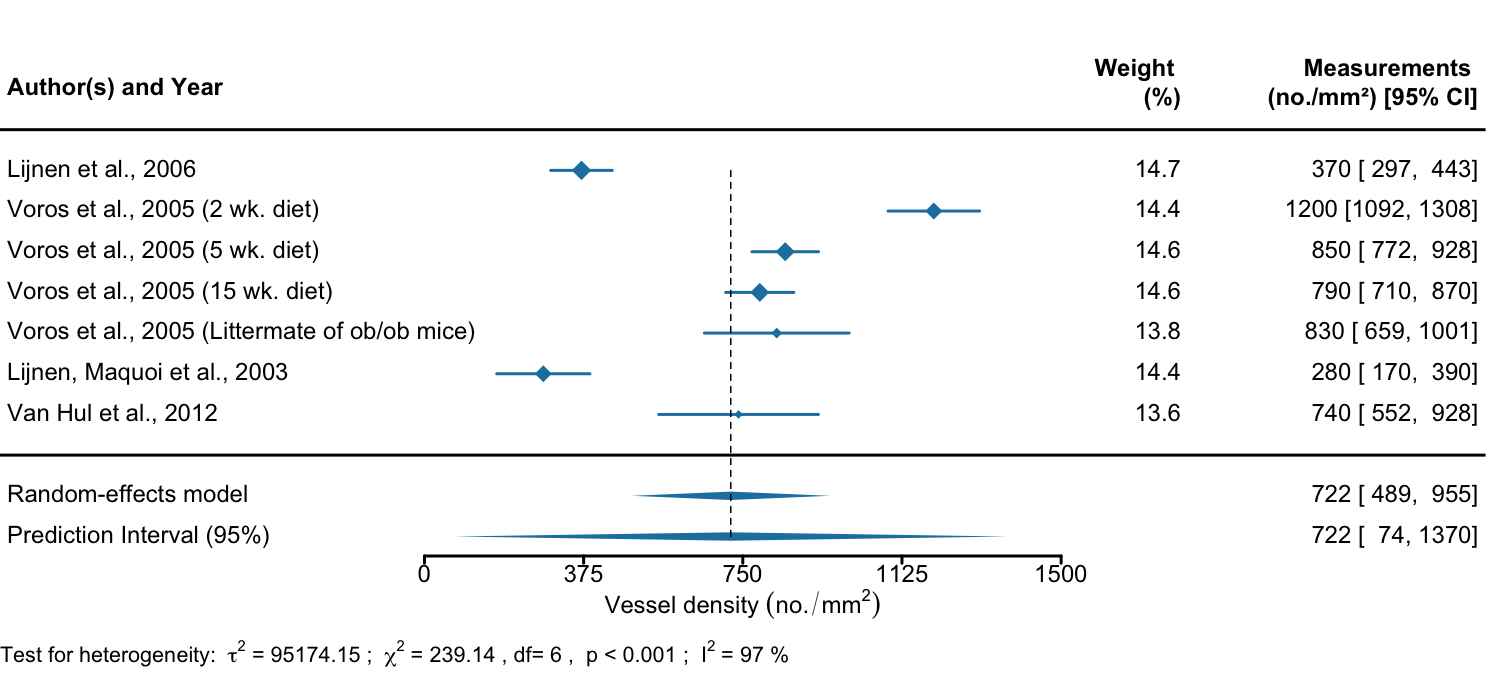 Author(s) and Year
Weight (%)
Measurements (no./mm²) [95% CI]
Lijnen et al., 2006 14.7 370 [ 297, 443]
Voros et al., 2005 (2 wk. diet) 14.4 1200 [1092, 1308]
Voros et al., 2005 (5 wk. diet) 14.6 850 [ 772, 928]
Voros et al., 2005 (15 wk. diet) 14.6 790 [ 710, 870]
Voros et al., 2005 (Littermate of ob/ob mice) 13.8 830 [ 659, 1001]
Lijnen, Maquoi et al., 2003 14.4 280 [ 170, 390]
Van Hul et al., 2012 13.6 740 [ 552, 928]
Random-effects model 722 [ 489, 955]
Prediction Interval (95%) 722 [ 74, 1370]
0 375 750 1125 1500
Vessel density (no./mm²)
Test for heterogeneity: τ² = 95174.15 ; χ² = 239.14 , df= 6 , p < 0.001 ; I² = 97 %